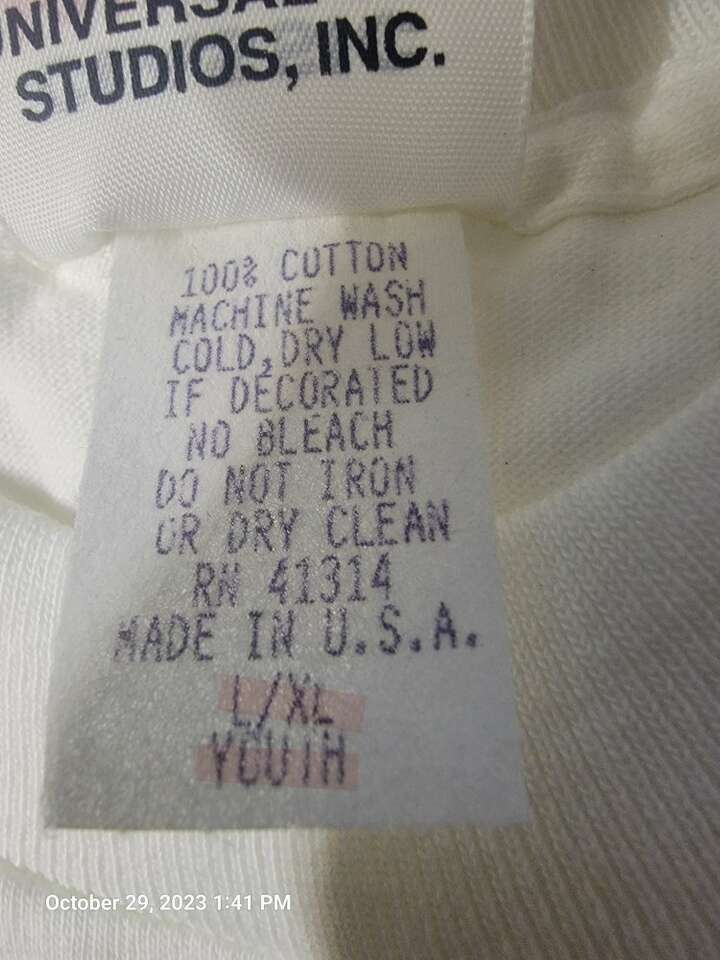 UNIVERSAL
STUDIOS, INC.
100% COTTON
MACHINE WASH
COLD, DRY LOW
IF DECORATED
NO BLEACH
DO NOT IRON
OR DRY CLEAN
RN 41314
MADE IN U.S.A.
L/XL
YOUTH
October 29, 2023 1:41 PM